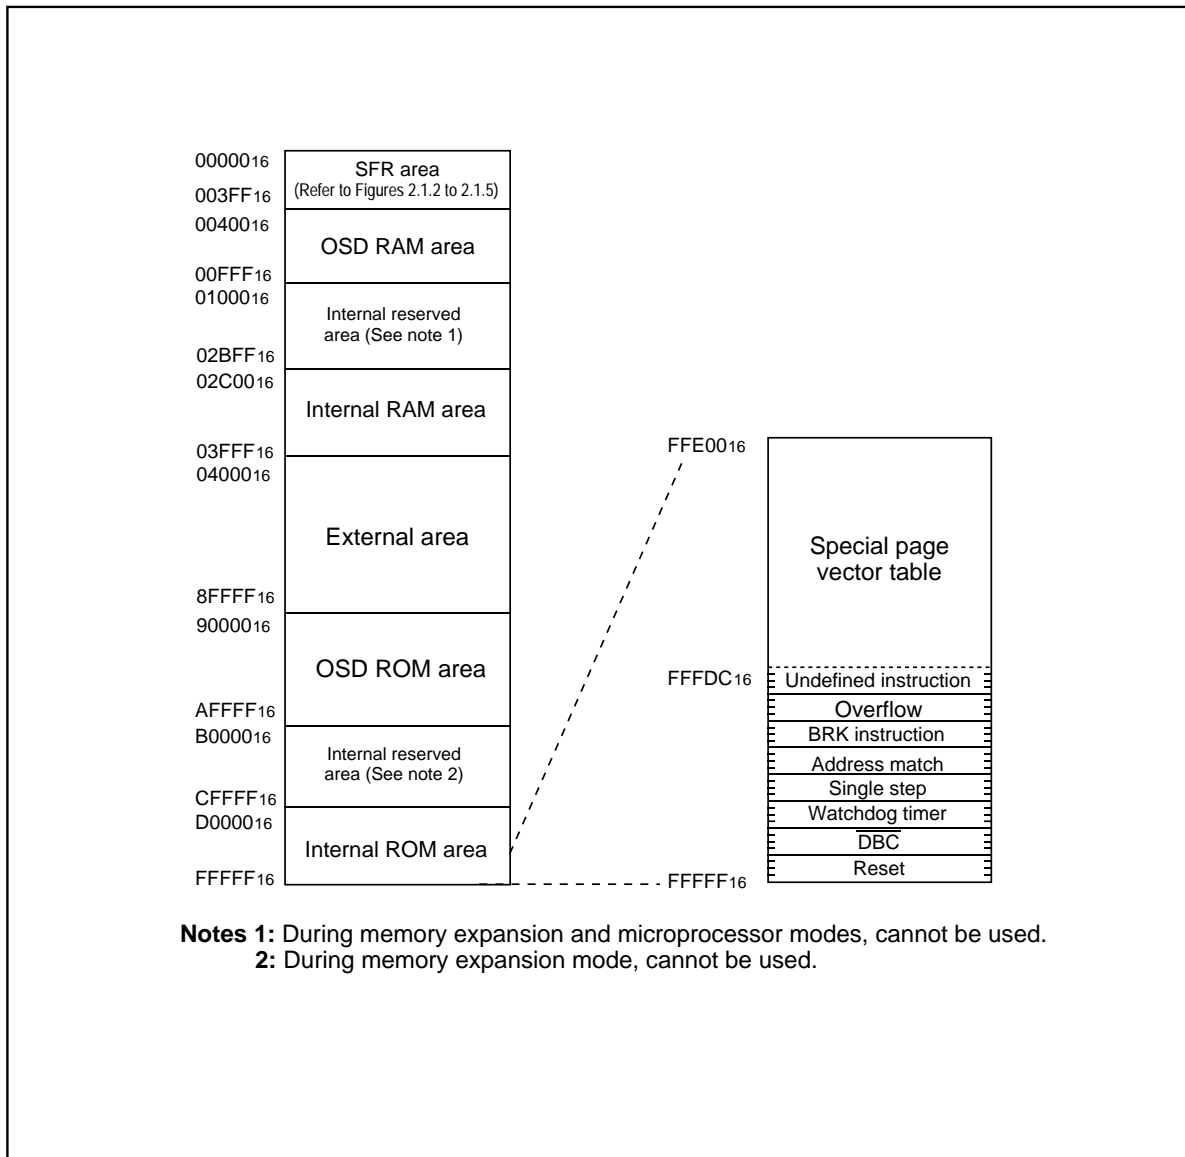 00000₁₆
SFR area
(Refer to Figures 2.1.2 to 2.1.5)
003FF₁₆
00400₁₆
OSD RAM area
00FFF₁₆
01000₁₆
Internal reserved
area (See note 1)
02BFF₁₆
02C00₁₆
Internal RAM area
03FFF₁₆
04000₁₆
External area
8FFFF₁₆
90000₁₆
OSD ROM area
AFFFF₁₆
B0000₁₆
Internal reserved
area (See note 2)
CFFFF₁₆
D0000₁₆
Internal ROM area
FFFFF₁₆
FFE00₁₆
Special page
vector table
FFFDC₁₆
Undefined instruction
Overflow
BRK instruction
Address match
Single step
Watchdog timer
D̅B̅C̅
Reset
FFFFF₁₆
Notes 1: During memory expansion and microprocessor modes, cannot be used.
2: During memory expansion mode, cannot be used.